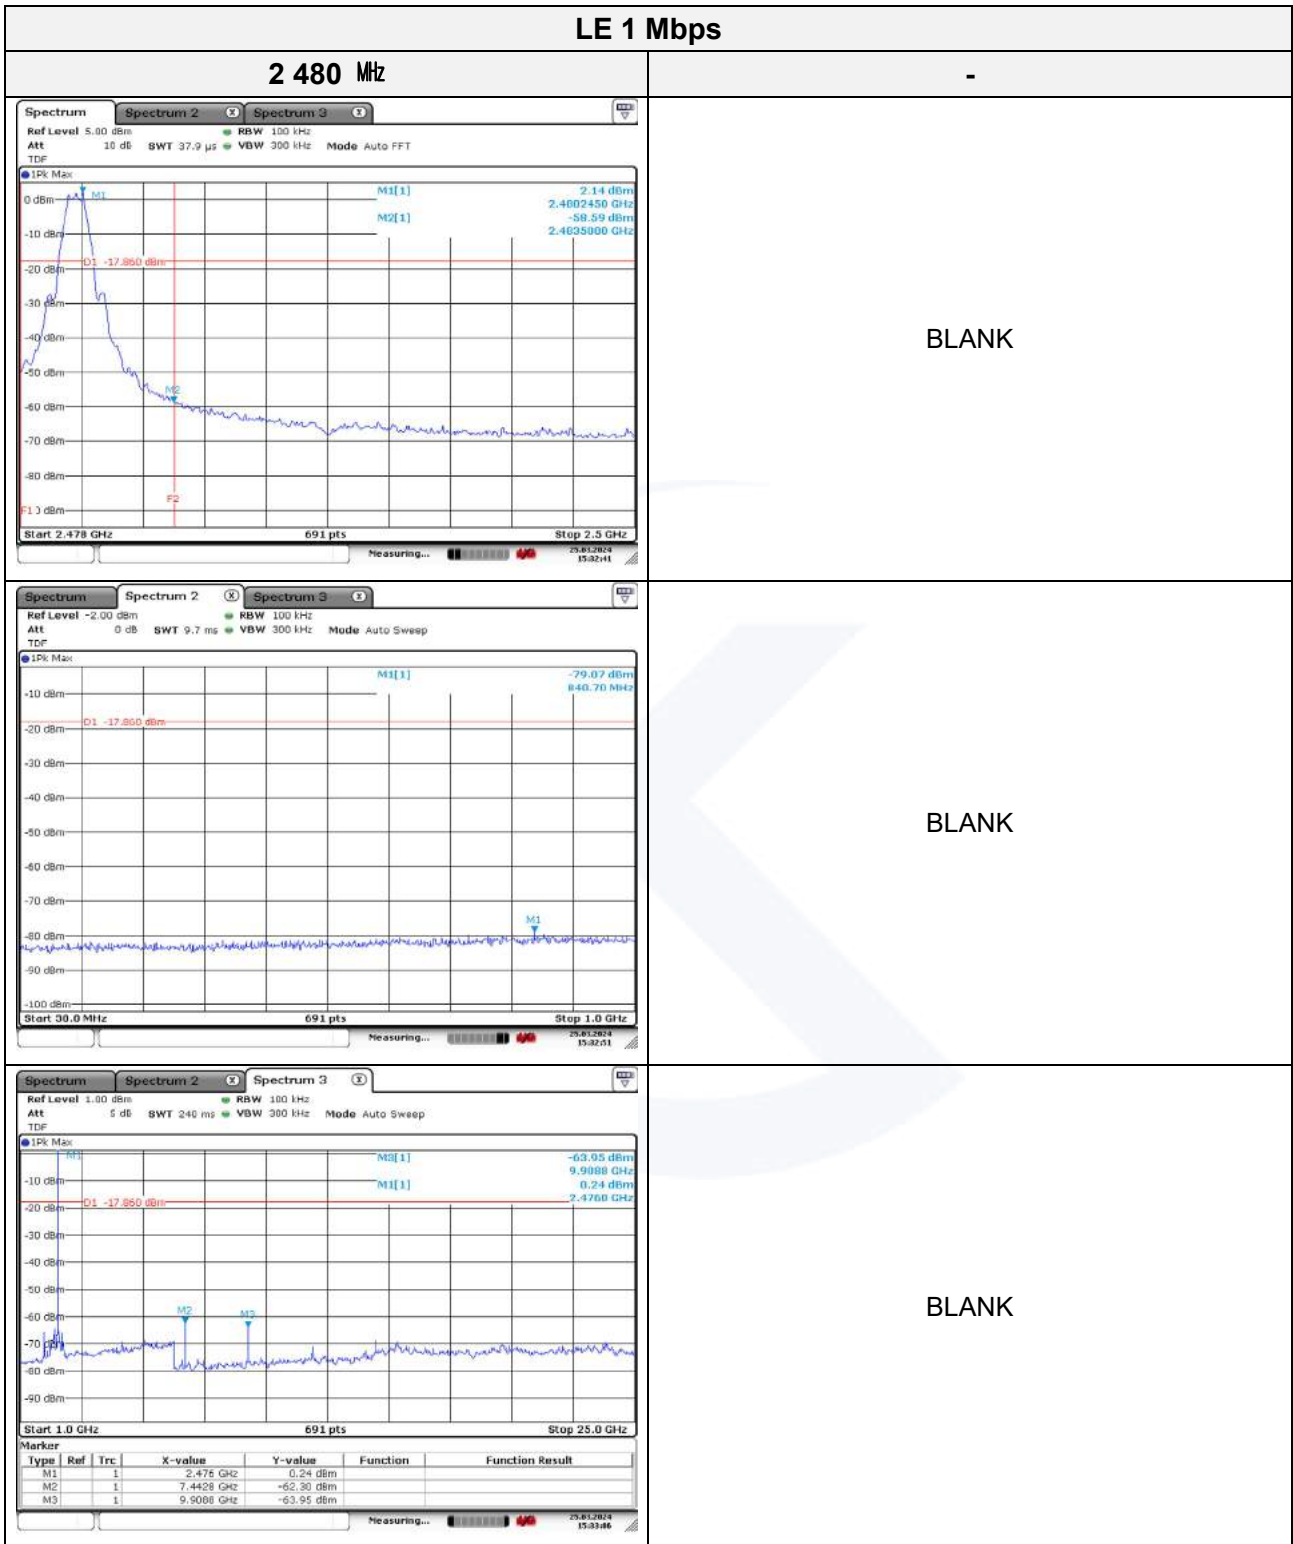 LE 1 Mbps
2 480 ㎒
-
Spectrum Spectrum 2 Spectrum 3
Ref Level 5.00 dBm RBW 100 kHz
Att 10 dB SWT 37.9 µs VBW 300 kHz Mode Auto FFT
TDF
1Pk Max
M1[1] 2.14 dBm
2.4802450 GHz
M2[1] -58.59 dBm
2.4835000 GHz
M1
0 dBm
-10 dBm
D1 -17.860 dBm
-20 dBm
-30 dBm
-40 dBm
-50 dBm
M2
-60 dBm
-70 dBm
-80 dBm
F2
F1
Start 2.478 GHz 691 pts Stop 2.5 GHz
Measuring...
15:32:41
BLANK
Spectrum Spectrum 2 Spectrum 3
Ref Level -2.00 dBm RBW 100 kHz
Att 0 dB SWT 9.7 ms VBW 300 kHz Mode Auto Sweep
TDF
1Pk Max
M1[1] -79.07 dBm
840.70 MHz
-10 dBm
D1 -17.860 dBm
-20 dBm
-30 dBm
-40 dBm
-50 dBm
-60 dBm
-70 dBm
M1
-80 dBm
-90 dBm
-100 dBm
Start 30.0 MHz 691 pts Stop 1.0 GHz
Measuring...
15:32:51
BLANK
Spectrum Spectrum 2 Spectrum 3
Ref Level 1.00 dBm RBW 100 kHz
Att 5 dB SWT 240 ms VBW 300 kHz Mode Auto Sweep
TDF
1Pk Max
M1
M3[1] -63.95 dBm
9.9088 GHz
M1[1] 0.24 dBm
2.4760 GHz
-10 dBm
D1 -17.860 dBm
-20 dBm
-30 dBm
-40 dBm
-50 dBm
M2 M3
-60 dBm
-70 dBm
-80 dBm
-90 dBm
Start 1.0 GHz 691 pts Stop 25.0 GHz
Marker
Type Ref Trc X-value Y-value Function Function Result
M1 1 2.476 GHz 0.24 dBm
M2 1 7.4428 GHz -62.30 dBm
M3 1 9.9088 GHz -63.95 dBm
Measuring...
15:33:06
BLANK